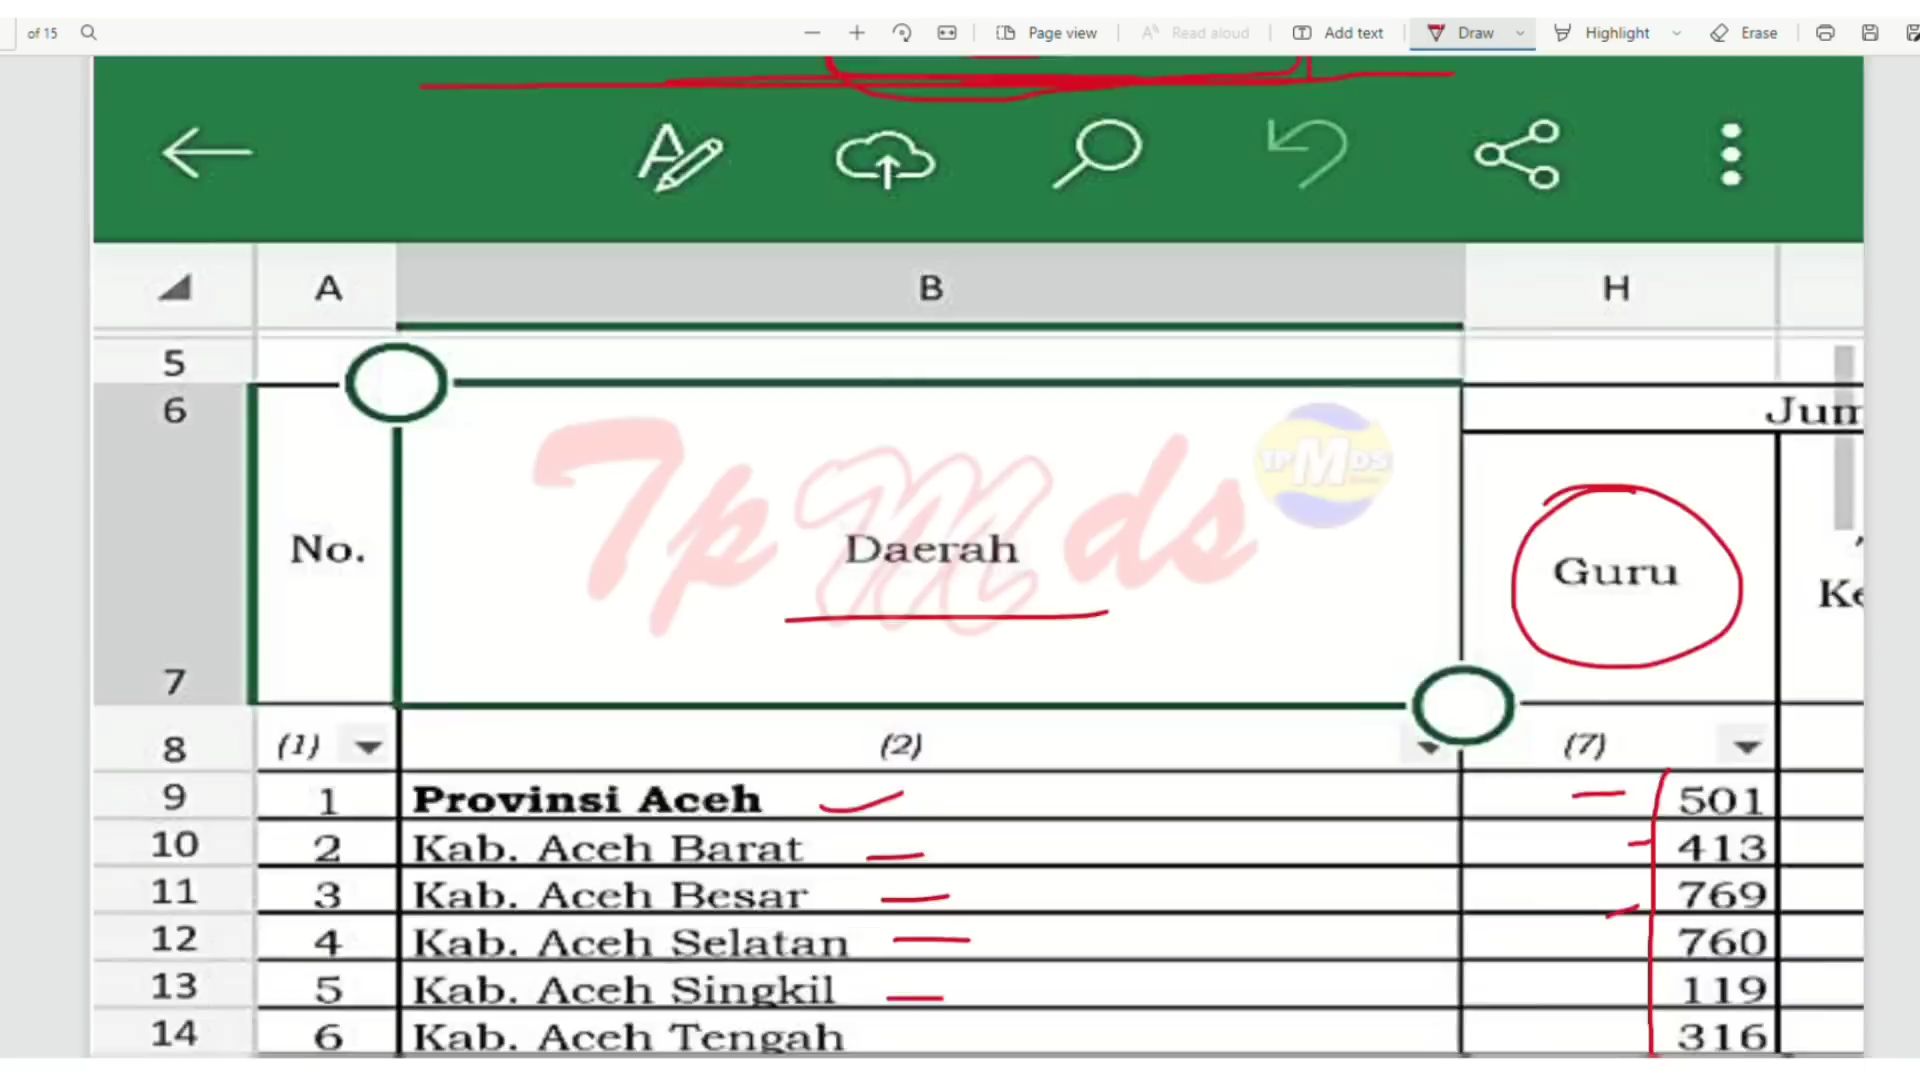 of 15 Page view Read aloud Add text Draw Highlight Erase
A B H
5
6 Jum
No. Daerah Guru Ke
TpMds
TPMDS
7
8 (1) (2) (7)
9 1 Provinsi Aceh 501
10 2 Kab. Aceh Barat 413
11 3 Kab. Aceh Besar 769
12 4 Kab. Aceh Selatan 760
13 5 Kab. Aceh Singkil 119
14 6 Kab. Aceh Tengah 316